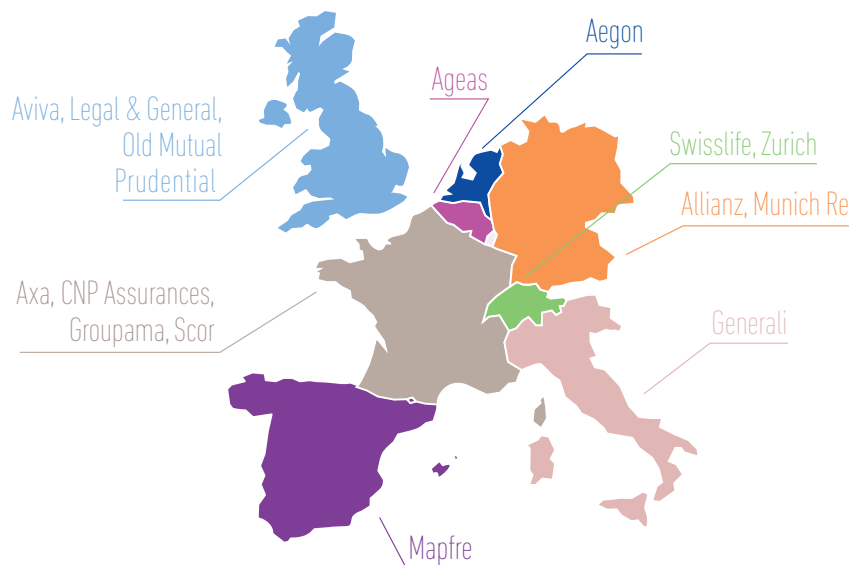 Aegon
Ageas
Aviva, Legal & General,
Old Mutual
Prudential
Swisslife, Zurich
Allianz, Munich Re
Axa, CNP Assurances,
Groupama, Scor
Generali
Mapfre